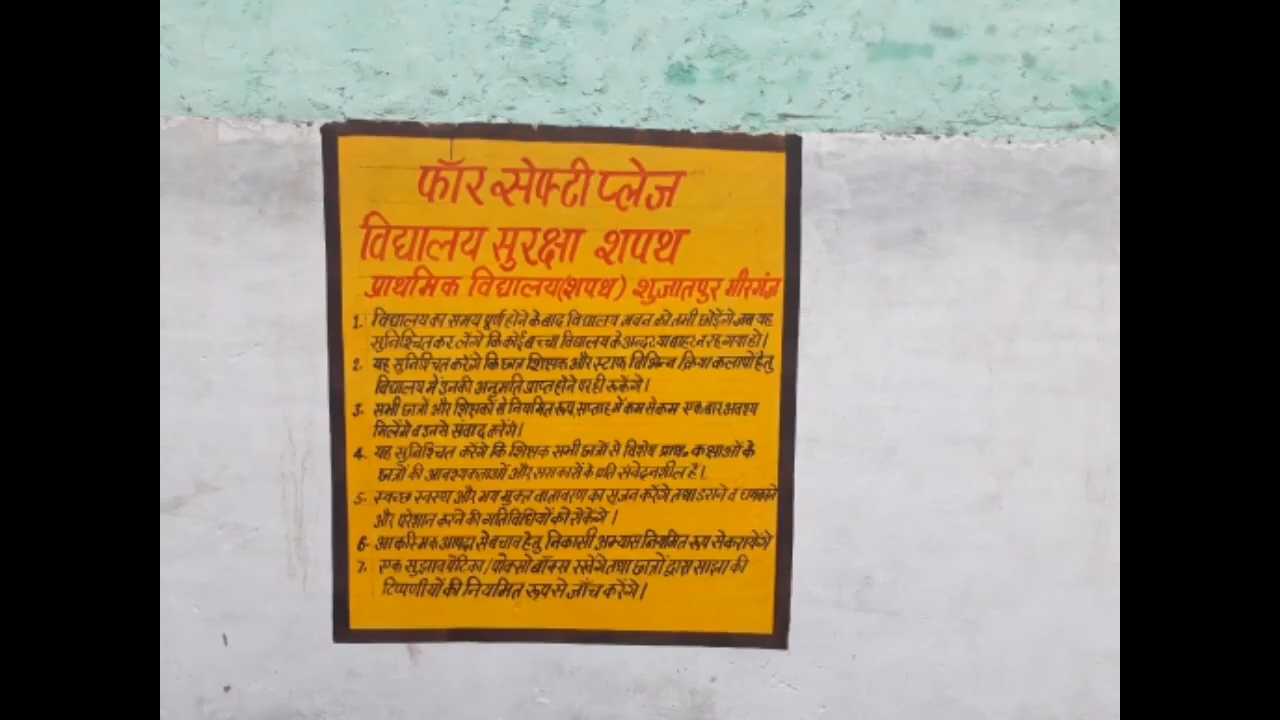 फॉर सेफ्टी प्लेज
विद्यालय सुरक्षा शपथ
प्राथमिक विद्यालय(शपथ) शुजातपुर मीरगंज
1. विद्यालय का समय पूर्ण होने के बाद विद्यालय भवन को तभी छोड़ेंगे जब यह
सुनिश्चित कर लेंगे कि कोई बच्चा विद्यालय के अन्दर या बाहर न रह गया हो।
2. यह सुनिश्चित करेंगे कि छात्र शिक्षक और स्टाफ विभिन्न क्रिया कलापों हेतु
विद्यालय में उनकी अनुमति प्राप्त होने पर ही रूकेंगे।
3. सभी छात्रों और शिक्षकों से नियमित रूप सप्ताह में कम से कम एक बार अवश्य
मिलेंगे व उनसे संवाद करेंगे।
4. यह सुनिश्चित करेंगे कि शिक्षक सभी छात्रों से विशेष प्राथ. कक्षाओं के
छात्रों की आवश्यकताओं और के प्रति संवेदनशील है।
5. स्वच्छ स्वस्थ और भय मुक्त वातावरण का सृजन करेंगे तथा डराने व धमकाने
और परेशान करने की गतिविधियों को रोकेंगे।
6- आकस्मिक आपदा से बचाव हेतु निकासी अभ्यास नियमित रूप से करायेंगे
7. एक सुझाव पेटिका/पोक्सो बॉक्स रखेंगे तथा छात्रों द्वारा साझा की
टिप्पणीयों की नियमित रूप से जाँच करेंगे।